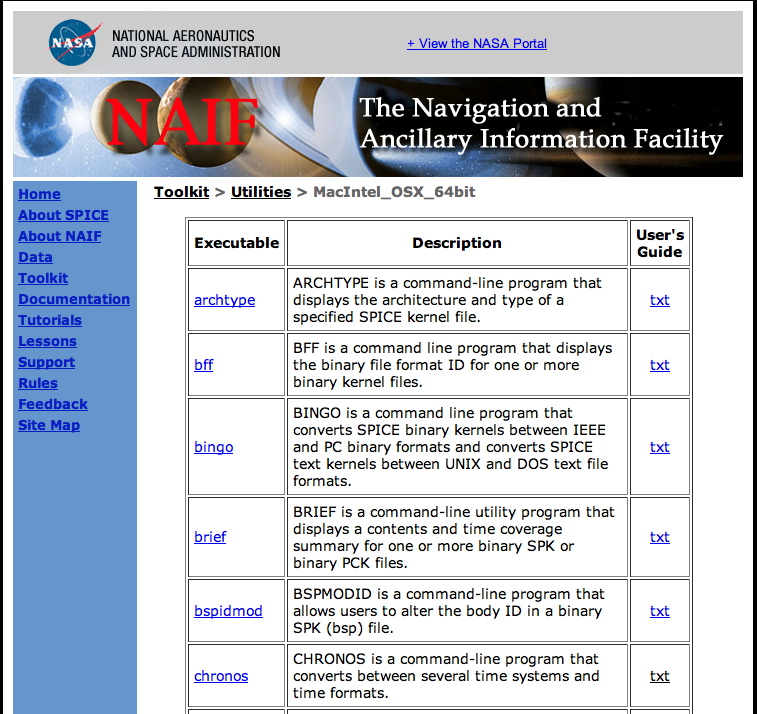 NASA
NATIONAL AERONAUTICS
AND SPACE ADMINISTRATION
+ View the NASA Portal
NAIF
The Navigation and
Ancillary Information Facility
Home
About SPICE
About NAIF
Data
Toolkit
Documentation
Tutorials
Lessons
Support
Rules
Feedback
Site Map
Toolkit > Utilities > MacIntel_OSX_64bit
Executable
Description
User's
Guide
archtype
ARCHTYPE is a command-line program that
displays the architecture and type of a
specified SPICE kernel file.
txt
bff
BFF is a command line program that displays
the binary file format ID for one or more
binary kernel files.
txt
bingo
BINGO is a command line program that
converts SPICE binary kernels between IEEE
and PC binary formats and converts SPICE
text kernels between UNIX and DOS text file
formats.
txt
brief
BRIEF is a command-line utility program that
displays a contents and time coverage
summary for one or more binary SPK or
binary PCK files.
txt
bspidmod
BSPMODID is a command-line program that
allows users to alter the body ID in a binary
SPK (bsp) file.
txt
chronos
CHRONOS is a command-line program that
converts between several time systems and
time formats.
txt